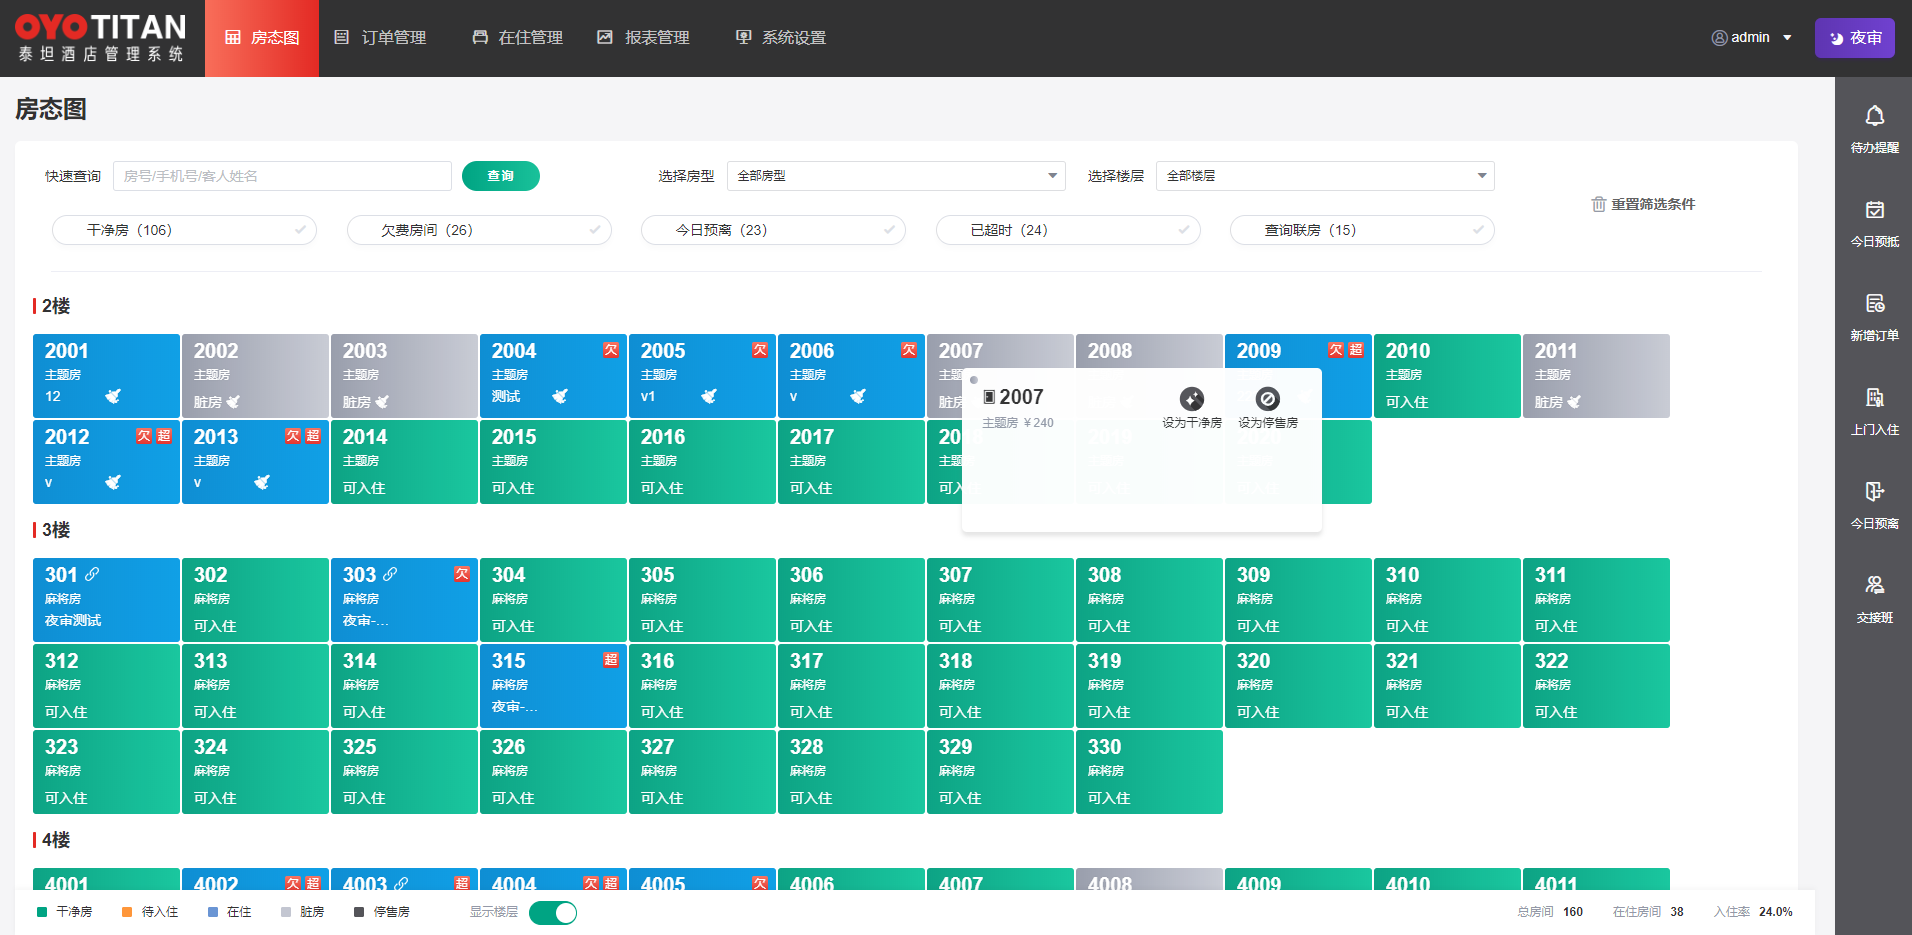 OYO TITAN
泰坦酒店管理系统
房态图 订单管理 在住管理 报表管理 系统设置 admin 夜审
房态图
快速查询 房号/手机号/客人姓名 查询 选择房型 全部房型 选择楼层 全部楼层
重置筛选条件
干净房（106） 欠费房间（26） 今日预离（23） 已超时（24） 查询联房（15）
2楼
2001 2002 2003 2004 欠 2005 欠 2006 欠 2007 2008 2009 欠 超 2010 2011
主题房 主题房 主题房 主题房 主题房 主题房 主题房 主题房
12 脏房 脏房 测试 v1 v 脏房 可入住 脏房
2007 设为干净房 设为停售房
主题房 ￥240
2012 欠 超 2013 欠 超 2014 2015 2016 2017
主题房 主题房 主题房 主题房 主题房 主题房 主题
v v 可入住 可入住 可入住 可入住 可入
3楼
301 302 303 欠 304 305 306 307 308 309 310 311
麻将房 麻将房 麻将房 麻将房 麻将房 麻将房 麻将房 麻将房 麻将房 麻将房 麻将房
夜审测试 可入住 夜审-... 可入住 可入住 可入住 可入住 可入住 可入住 可入住 可入住
312 313 314 315 超 316 317 318 319 320 321 322
麻将房 麻将房 麻将房 麻将房 麻将房 麻将房 麻将房 麻将房 麻将房 麻将房 麻将房
可入住 可入住 可入住 夜审-... 可入住 可入住 可入住 可入住 可入住 可入住 可入住
323 324 325 326 327 328 329 330
麻将房 麻将房 麻将房 麻将房 麻将房 麻将房 麻将房 麻将房
可入住 可入住 可入住 可入住 可入住 可入住 可入住 可入住
4楼
4001 4002 欠 超 4003 超 4004 欠 超 4005 欠 4006 4007 4008 4009 4010 4011
干净房 待入住 在住 脏房 停售房 显示楼层 总房间 160 在住房间 38 入住率 24.0%
待办提醒
今日预抵
新增订单
上门入住
今日预离
交接班